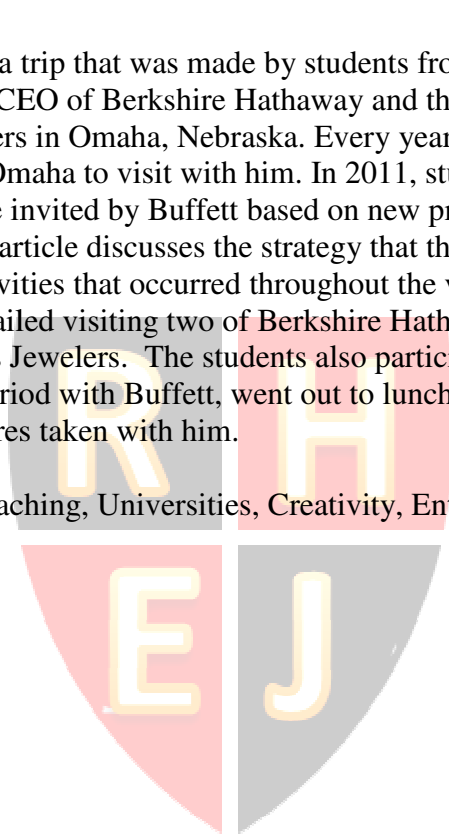 a trip that was made by students fro
CEO of Berkshire Hathaway and th
ers in Omaha, Nebraska. Every year
Omaha to visit with him. In 2011, stu
e invited by Buffett based on new pr
article discusses the strategy that th
vities that occurred throughout the v
ailed visiting two of Berkshire Hath
s Jewelers. The students also partici
riod with Buffett, went out to lunch
res taken with him.
aching, Universities, Creativity, Ent
R H
E J